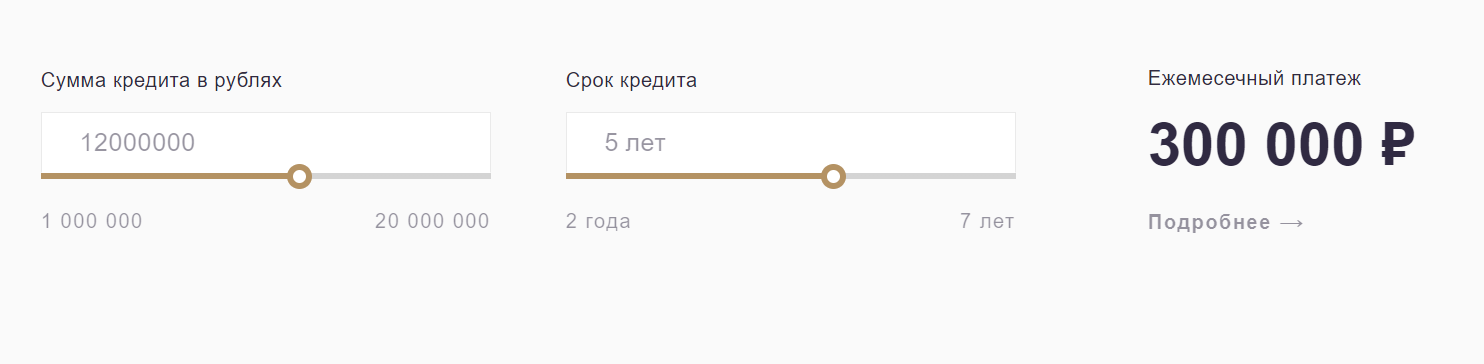 Сумма кредита в рублях
12000000
1 000 000
20 000 000
Срок кредита
5 лет
2 года
7 лет
Ежемесечный платеж
300 000 ₽
Подробнее →